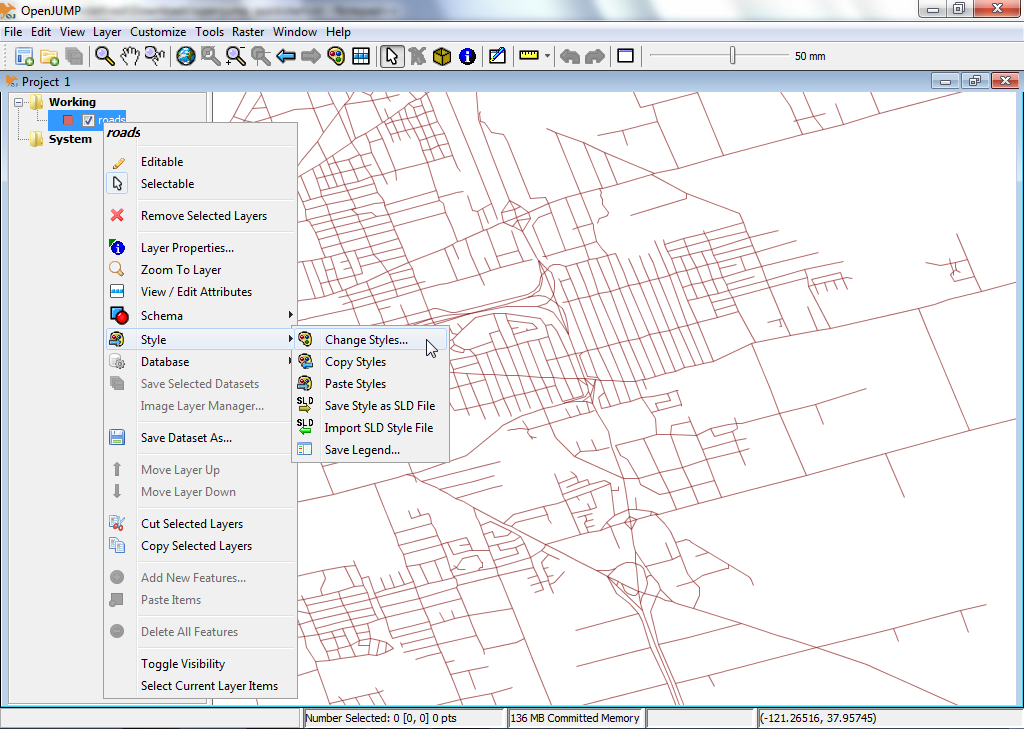 OpenJUMP
File Edit View Layer Customize Tools Raster Window Help
50 mm
Project 1
Working
roads
System
roads
Editable
Selectable
Remove Selected Layers
Layer Properties...
Zoom To Layer
View / Edit Attributes
Schema
Style
Database
Save Selected Datasets
Image Layer Manager...
Save Dataset As...
Move Layer Up
Move Layer Down
Cut Selected Layers
Copy Selected Layers
Add New Features...
Paste Items
Delete All Features
Toggle Visibility
Select Current Layer Items
Change Styles...
Copy Styles
Paste Styles
SLD Save Style as SLD File
SLD Import SLD Style File
Save Legend...
Number Selected: 0 [0, 0] 0 pts
136 MB Committed Memory
(-121.26516, 37.95745)